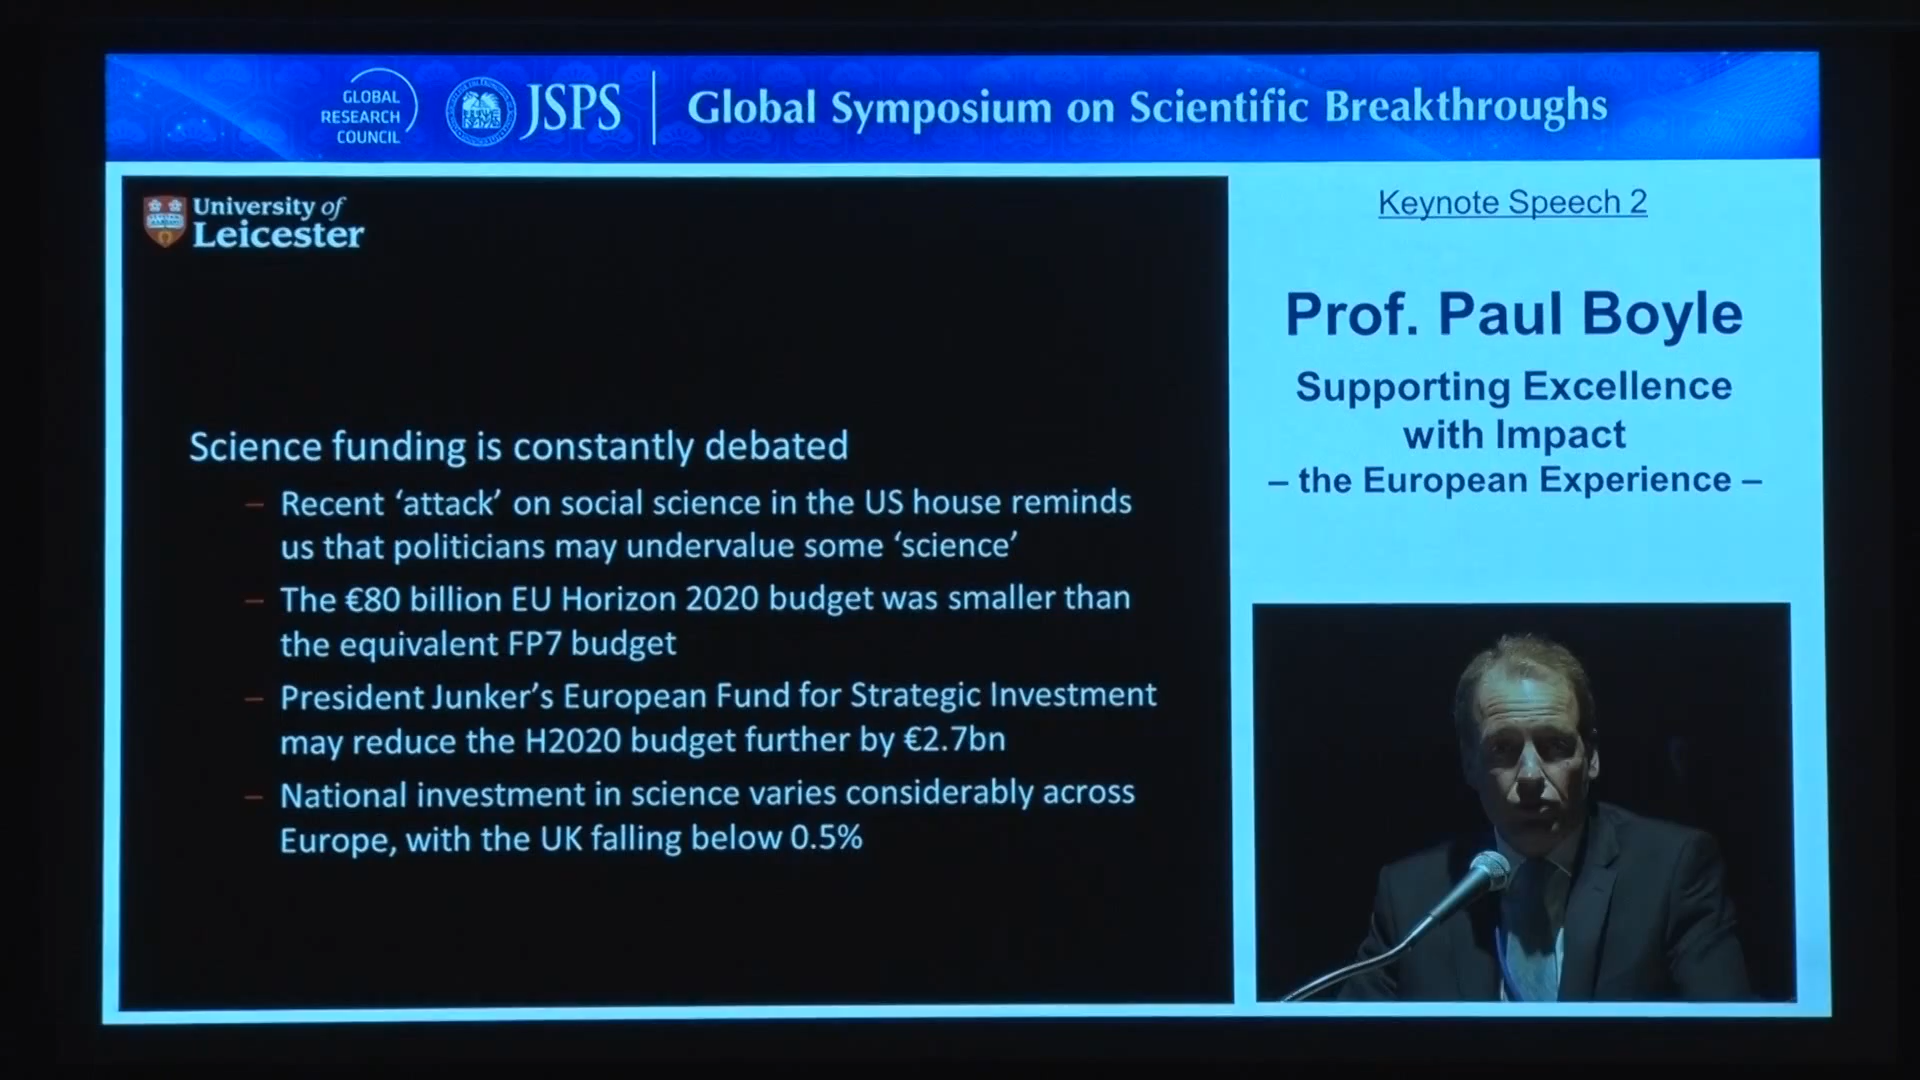 GLOBAL
RESEARCH
COUNCIL
JSPS
Global Symposium on Scientific Breakthroughs
University of
Leicester
Science funding is constantly debated
– Recent ‘attack’ on social science in the US house reminds
us that politicians may undervalue some ‘science’
– The €80 billion EU Horizon 2020 budget was smaller than
the equivalent FP7 budget
– President Junker’s European Fund for Strategic Investment
may reduce the H2020 budget further by €2.7bn
– National investment in science varies considerably across
Europe, with the UK falling below 0.5%
Keynote Speech 2
Prof. Paul Boyle
Supporting Excellence
with Impact
– the European Experience –